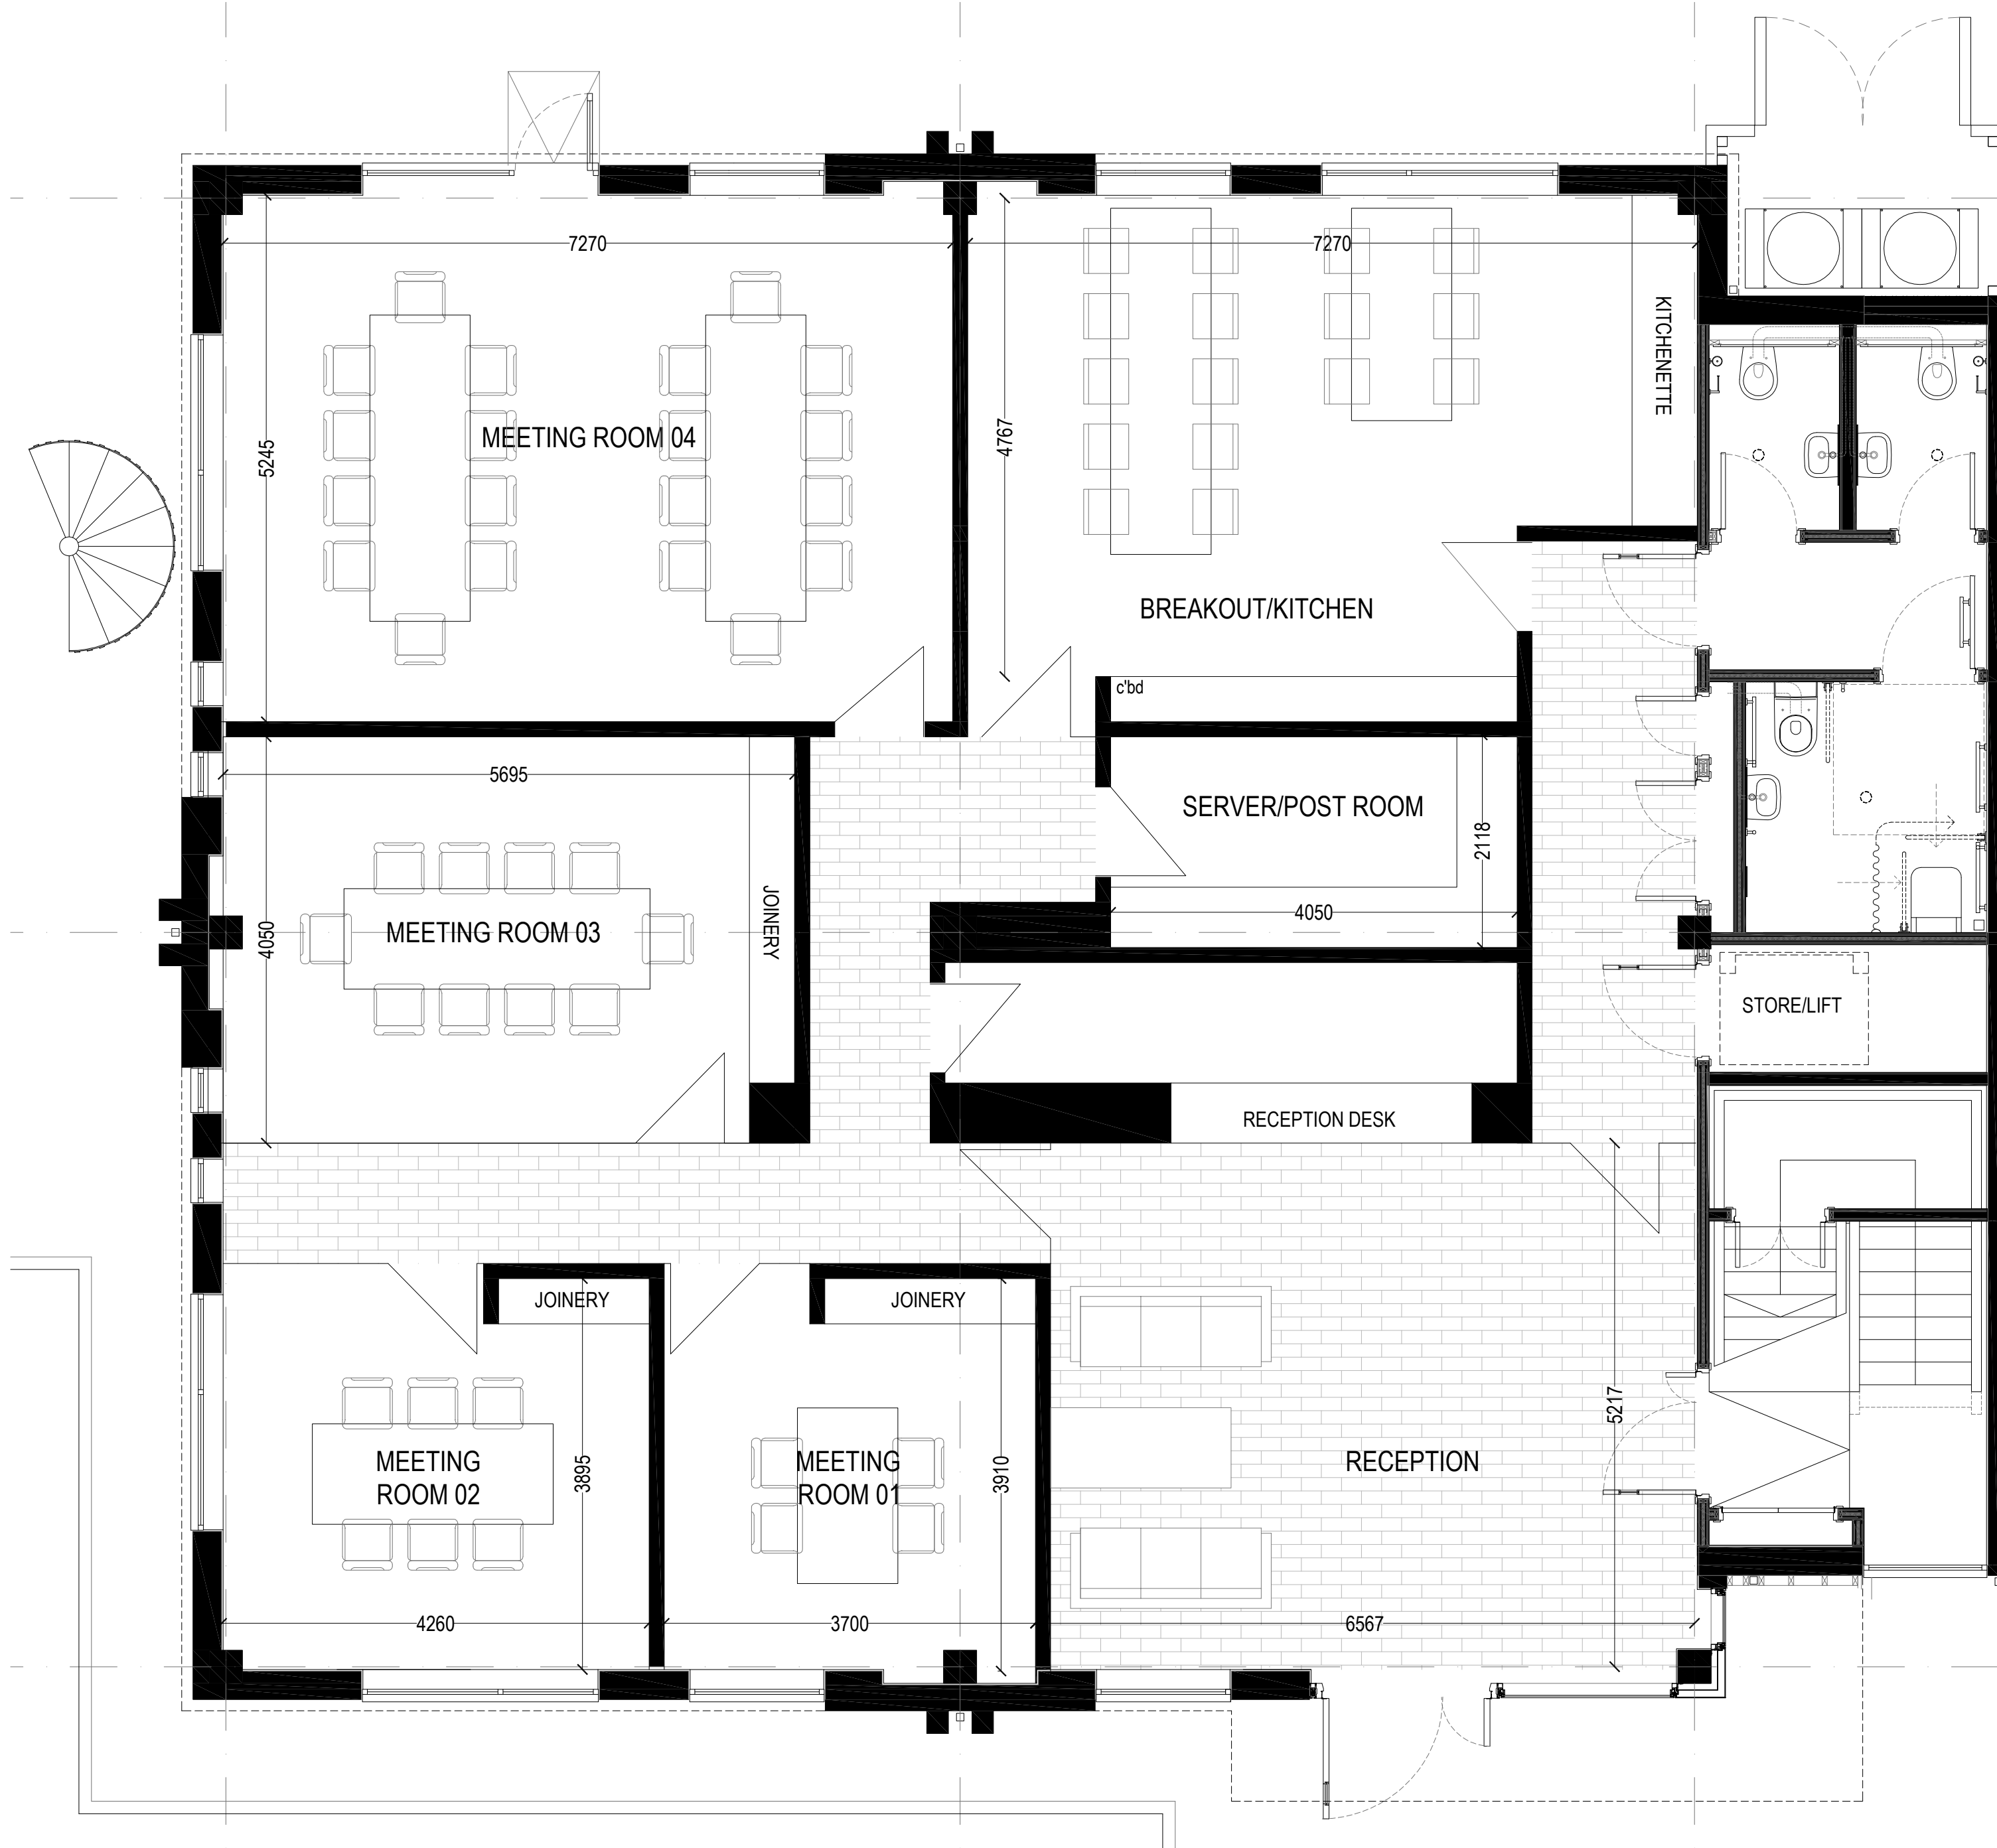 7270
7270
KITCHENETTE
5245
MEETING ROOM 04
4767
BREAKOUT/KITCHEN
c'bd
5695
SERVER/POST ROOM
2118
4050
JOINERY
MEETING ROOM 03
4050
STORE/LIFT
RECEPTION DESK
JOINERY
JOINERY
5217
MEETING
ROOM 02
3895
MEETING
ROOM 01
3910
RECEPTION
4260
3700
6567